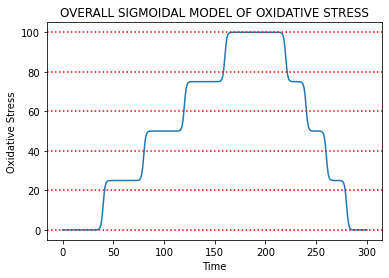 OVERALL SIGMOIDAL MODEL OF OXIDATIVE STRESS
100
80
60
40
20
0
Oxidative Stress
0 50 100 150 200 250 300
Time